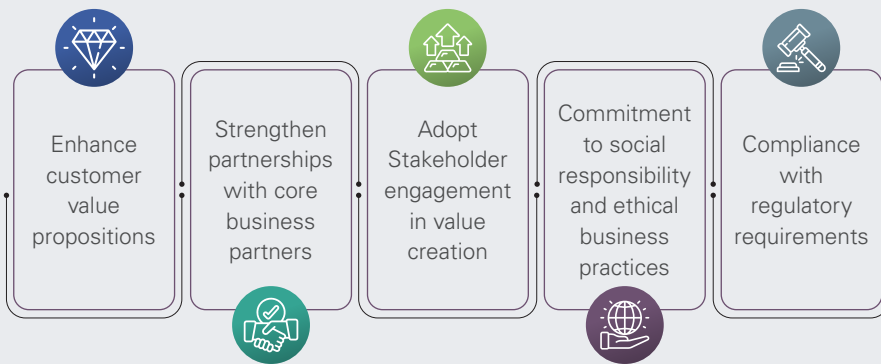 Enhance
customer
value
propositions
Strengthen
partnerships
with core
business
partners
Adopt
Stakeholder
engagement
in value
creation
Commitment
to social
responsibility
and ethical
business
practices
Compliance
with
regulatory
requirements